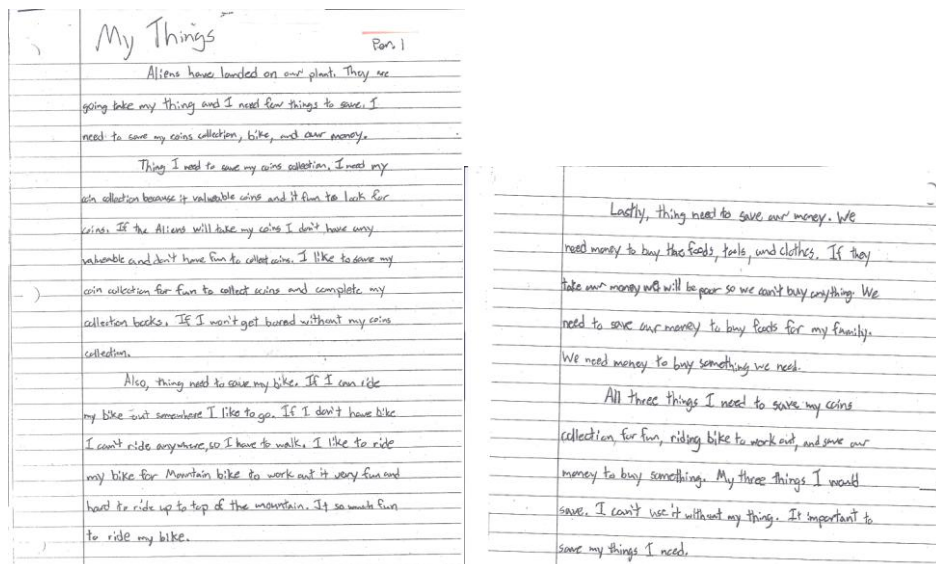 My Things
Per. 1
Aliens have landed on our plant. They are
going take my thing and I need few things to save. I
need to save my coins collection, bike, and our money.
Thing I need to save my coins collection. I need my
coin collection because it valueable coins and it fun to look for
coins. If the Aliens will take my coins I don't have any
valueable and don't have fun to collect coins. I like to save my
coin collection for fun to collect coins and complete my
collection books. If I won't get bored without my coins
collection.
Also, thing need to save my bike. If I can ride
my bike out somewhere I like to go. If I don't have bike
I can't ride anywhere, so I have to walk. I like to ride
my bike for Mountain bike to work out it very fun and
hard to ride up to top of the mountain. It so much fun
to ride my bike.
Lastly, thing need to save our money. We
need money to buy the foods, tools, and clothes. If they
take our money we will be poor so we can't buy anything. We
need to save our money to buy foods for my family.
We need money to buy something we need.
All three things I need to save my coins
collection, for fun, riding bike to work out, and save our
money to buy something. My three things I would
save. I can't use it without my thing. It important to
save my things I need.